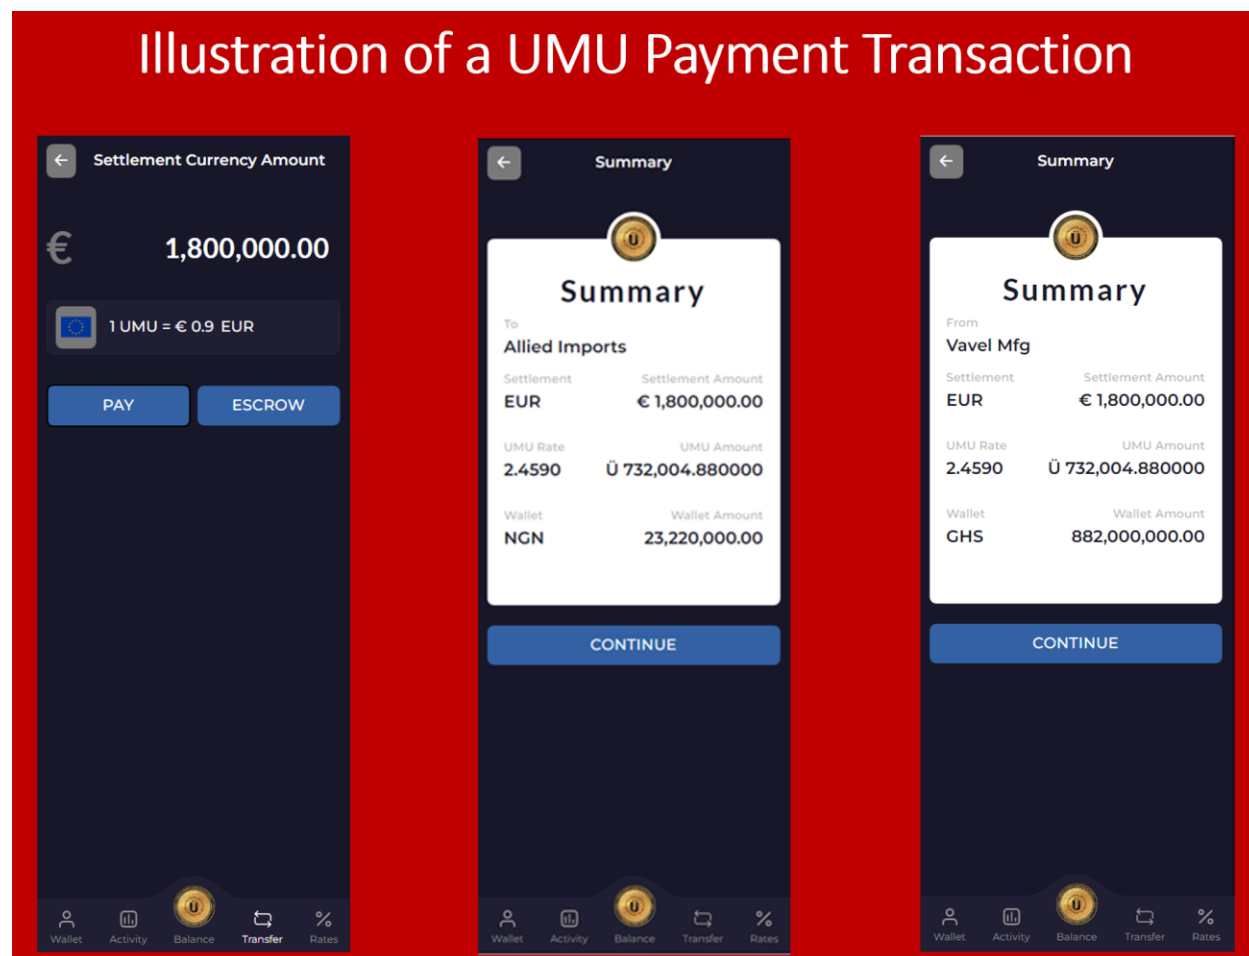 Illustration of a UMU Payment Transaction
Settlement Currency Amount
€ 1,800,000.00
1 UMU = € 0.9 EUR
PAY ESCROW
Wallet Activity Balance Transfer Rates
Summary
Ü
Summary
To
Allied Imports
Settlement Settlement Amount
EUR € 1,800,000.00
UMU Rate UMU Amount
2.4590 Ü 732,004.880000
Wallet Wallet Amount
NGN 23,220,000.00
CONTINUE
Ü
Wallet Activity Balance Transfer Rates
Summary
Ü
Summary
From
Vavel Mfg
Settlement Settlement Amount
EUR € 1,800,000.00
UMU Rate UMU Amount
2.4590 Ü 732,004.880000
Wallet Wallet Amount
GHS 882,000,000.00
CONTINUE
Ü
Wallet Activity Balance Transfer Rates